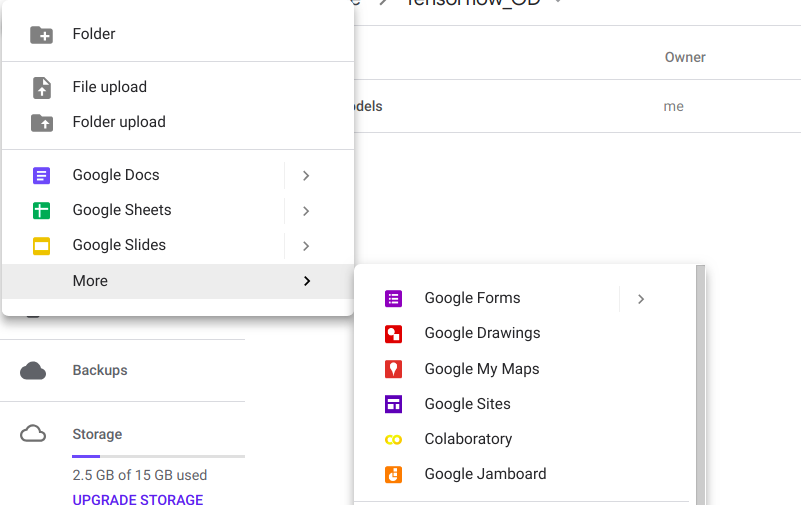 Folder
Owner
File upload
odels
me
Folder upload
Google Docs
Google Sheets
Google Slides
More
Google Forms
Google Drawings
Backups
Google My Maps
Google Sites
Storage
Colaboratory
2.5 GB of 15 GB used
Google Jamboard
UPGRADE STORAGE